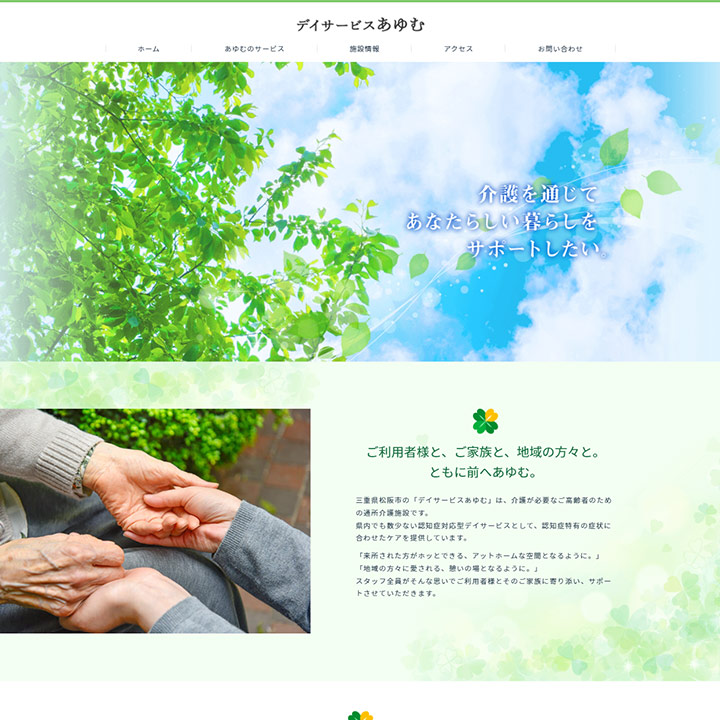 デイサービスあゆむ
ホーム
あゆむのサービス
施設情報
アクセス
お問い合わせ
介護を通じて
あなたらしい暮らしを
サポートしたい。
ご利用者様と、ご家族と、地域の方々と。
ともに前へあゆむ。
三重県松阪市の「デイサービスあゆむ」は、介護が必要なご高齢者のため
の通所介護施設です。
県内でも数少ない認知症対応型デイサービスとして、認知症特有の症状に
合わせたケアを提供しています。
「来所された方がホッとできる、アットホームな空間となるように。」
「地域の方々に愛される、憩いの場となるように。」
スタッフ全員がそんな思いでご利用者様とそのご家族に寄り添い、サポー
トさせていただきます。